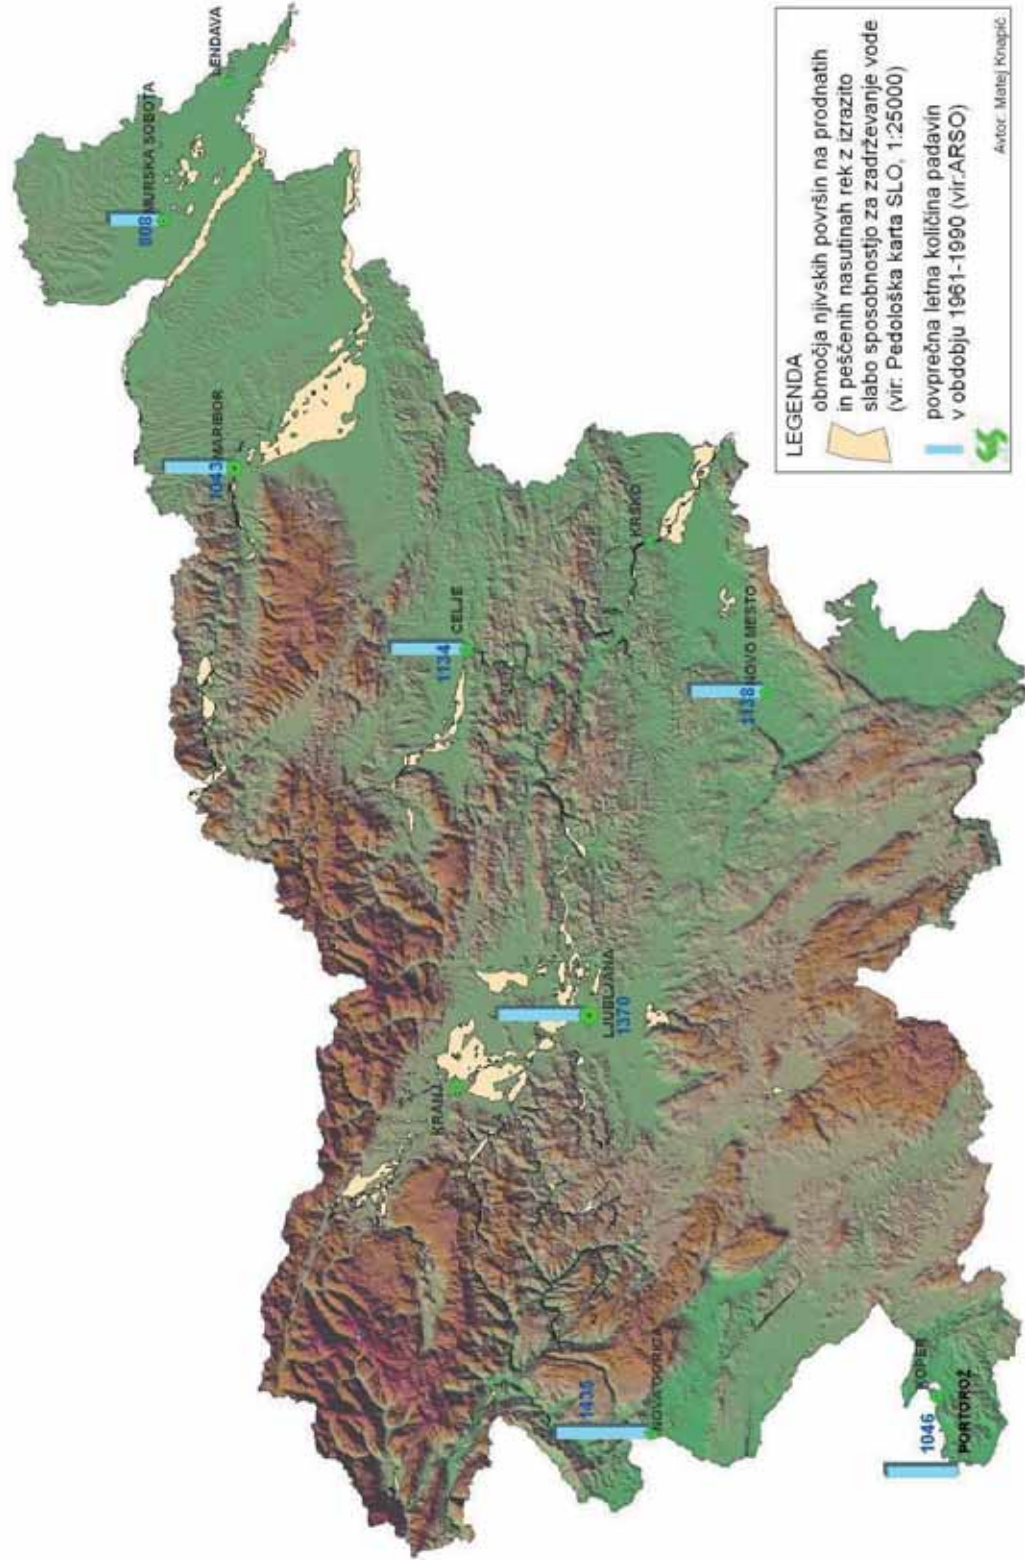 808
MURSKA SOBOTA
LENDAVA
1043
MARIBOR
1134
CELJE
KRŠKO
1138
NOVO MESTO
KRANJ
LJUBLJANA
1370
1435
NOVA GORICA
1046
KOPER
PORTOROŽ
LEGENDA
območja njivskih površin na prodnatih
in peščenih nasutinah rek z izrazito
slabo sposobnostjo za zadrževanje vode
(vir: Pedološka karta SLO, 1:25000)
povprečna letna količina padavin
v obdobju 1961-1990 (vir:ARSO)
Avtor: Matej Knapič